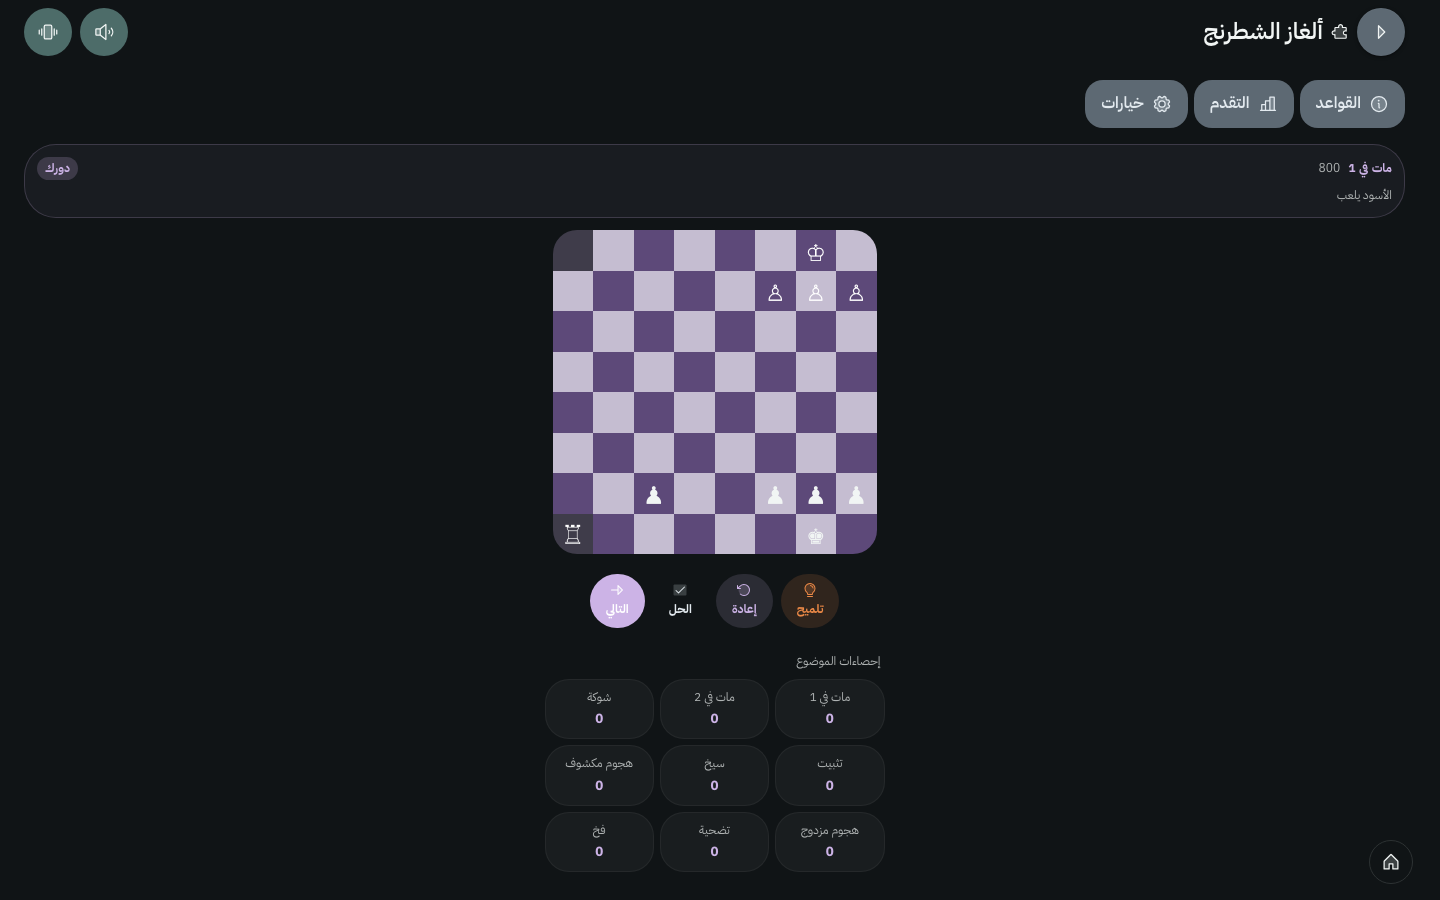 ألغاز الشطرنج
القواعد
التقدم
خيارات
مات في 1 800
دورك
الأسود يلعب
تلميح
إعادة
الحل
التالي
إحصاءات الموضوع
مات في 1
0
مات في 2
0
شوكة
0
تثبيت
0
سيخ
0
هجوم مكشوف
0
هجوم مزدوج
0
تضحية
0
فخ
0